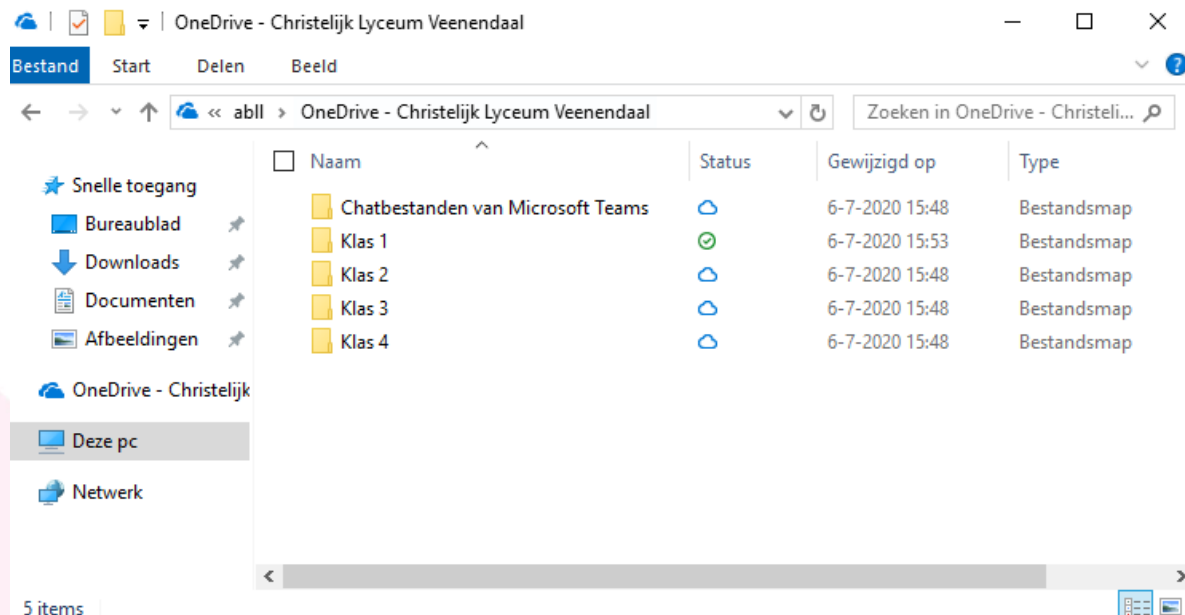 OneDrive - Christelijk Lyceum Veenendaal
Bestand Start Delen Beeld
« abll > OneDrive - Christelijk Lyceum Veenendaal
Zoeken in OneDrive - Christeli...
Naam Status Gewijzigd op Type
Snelle toegang
Bureaublad
Downloads
Documenten
Afbeeldingen
OneDrive - Christelijk
Deze pc
Netwerk
Chatbestanden van Microsoft Teams 6-7-2020 15:48 Bestandsmap
Klas 1 6-7-2020 15:53 Bestandsmap
Klas 2 6-7-2020 15:48 Bestandsmap
Klas 3 6-7-2020 15:48 Bestandsmap
Klas 4 6-7-2020 15:48 Bestandsmap
5 items